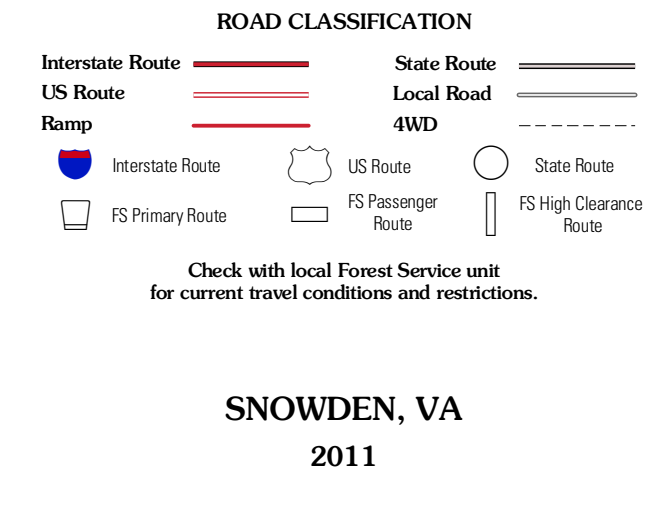 ROAD CLASSIFICATION
Interstate Route
State Route
US Route
Local Road
Ramp
4WD
Interstate Route
US Route
State Route
FS Primary Route
FS Passenger
Route
FS High Clearance
Route
Check with local Forest Service unit
for current travel conditions and restrictions.
SNOWDEN, VA
2011